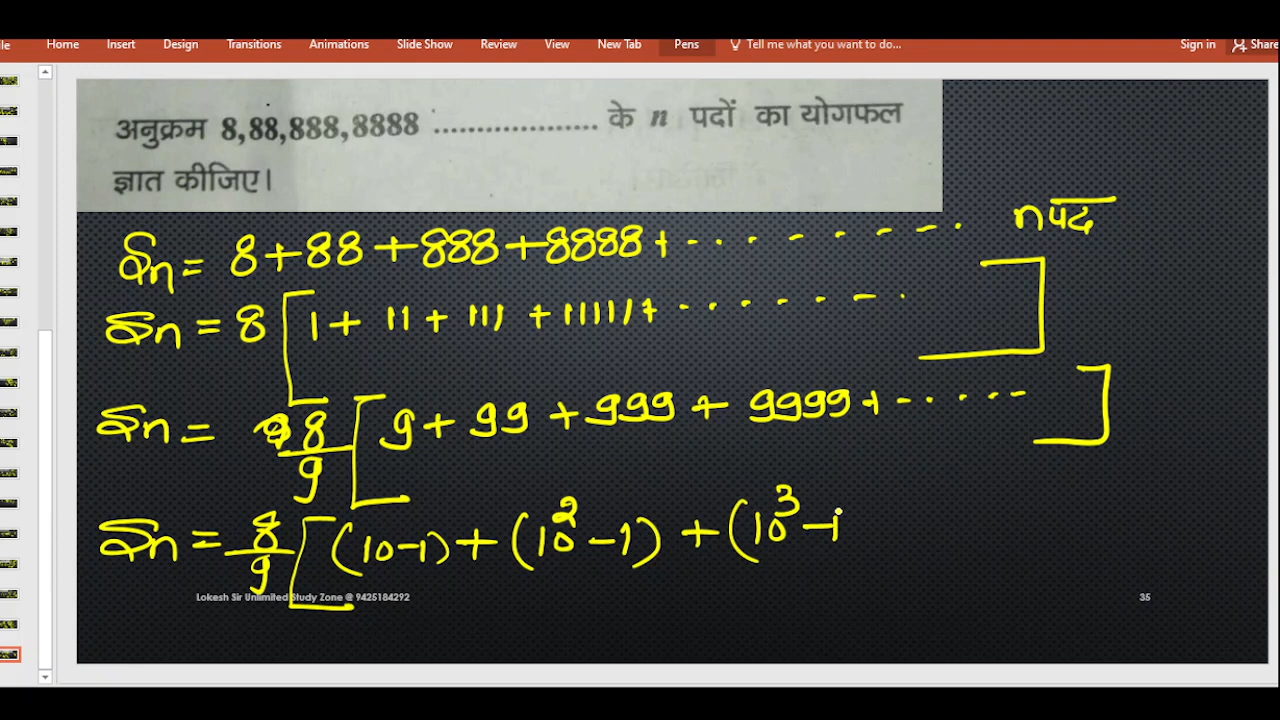 Home Insert Design Transitions Animations Slide Show Review View New Tab Pens Tell me what you want to do... Sign in Share
अनुक्रम 8,88,888,8888 .................... के n पदों का योगफल
ज्ञात कीजिए।
Sn = 8+88+888+8888+ - . . - . - . - . n पद
Sn = 8[1 + 11 + 111 + 11111+ - . . - . - . ]
Sn = 8/9 [9 + 99 + 999 + 9999 + - . . . - - ]
Sn = 8/9 [(10-1) + (10²-1) + (10³-1
Lokesh Sir Unlimited Study Zone @ 9425184292 35